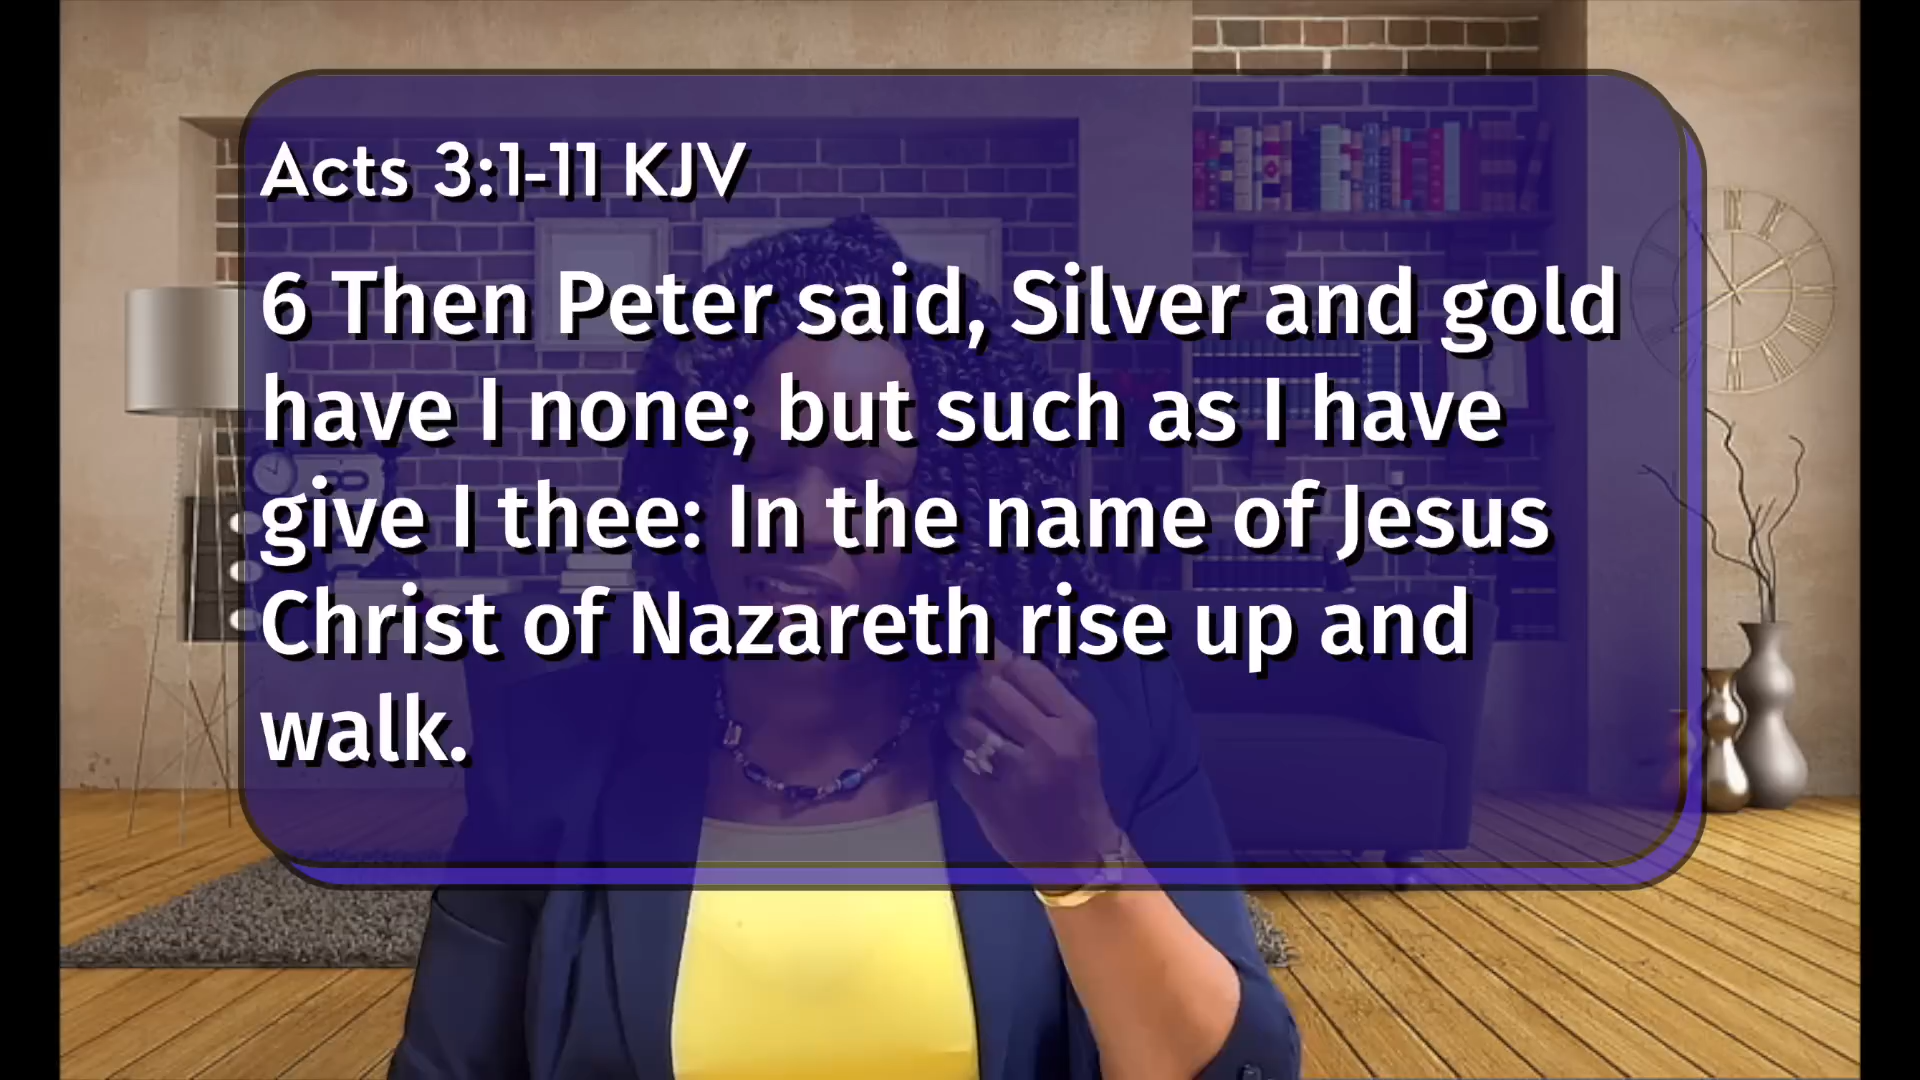 Acts 3:1-11 KJV
6 Then Peter said, Silver and gold
have I none; but such as I have
give I thee: In the name of Jesus
Christ of Nazareth rise up and
walk.